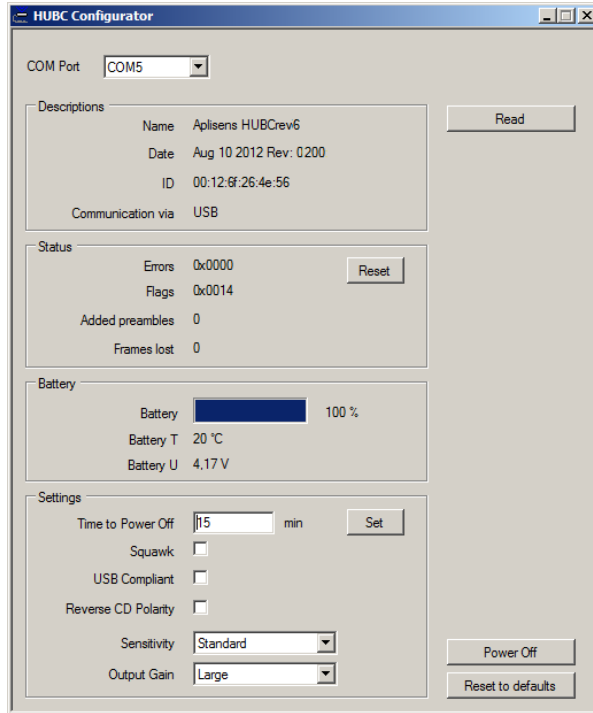 HUBC Configurator
COM Port COM5
Descriptions
Read
Name Aplisens HUBCrev6
Date Aug 10 2012 Rev: 0200
ID 00:12:6f:26:4e:56
Communication via USB
Status
Errors 0x0000
Reset
Flags 0x0014
Added preambles 0
Frames lost 0
Battery
Battery 100 %
Battery T 20 °C
Battery U 4,17 V
Settings
Time to Power Off 15 min Set
Squawk
USB Compliant
Reverse CD Polarity
Sensitivity Standard
Power Off
Output Gain Large
Reset to defaults